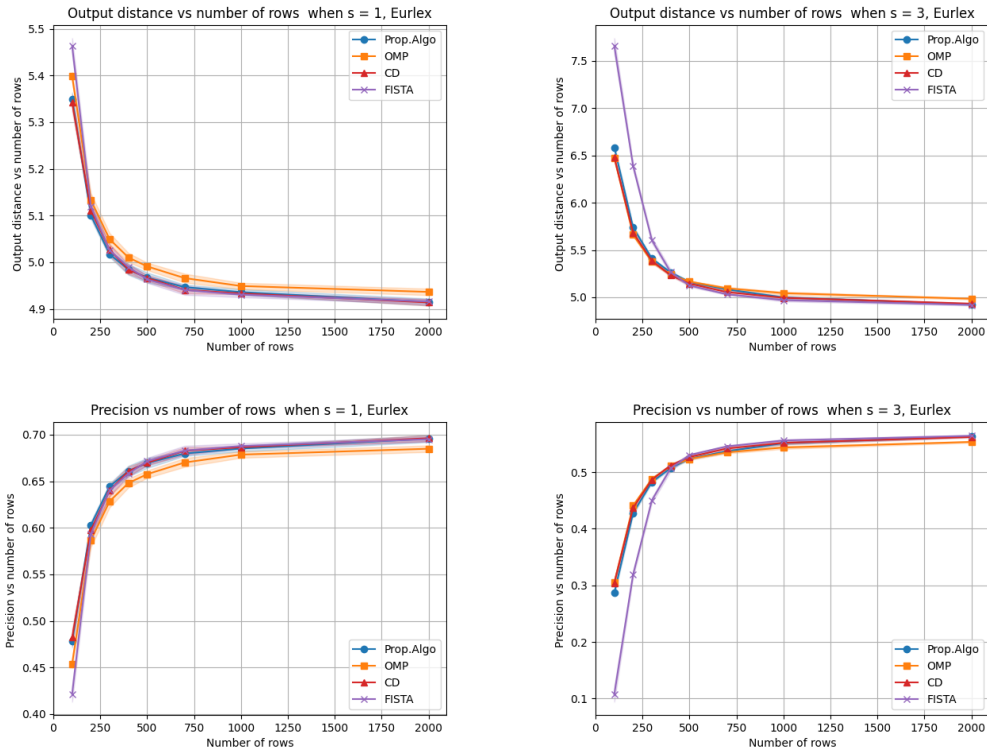 Output distance vs number of rows when s = 1, Eurlex
Output distance vs number of rows
5.5
5.4
5.3
5.2
5.1
5.0
4.9
Prop.Algo
OMP
CD
FISTA
0 250 500 750 1000 1250 1500 1750 2000
Number of rows
Output distance vs number of rows when s = 3, Eurlex
Output distance vs number of rows
7.5
7.0
6.5
6.0
5.5
5.0
Prop.Algo
OMP
CD
FISTA
0 250 500 750 1000 1250 1500 1750 2000
Number of rows
Precision vs number of rows when s = 1, Eurlex
Precision vs number of rows
0.70
0.65
0.60
0.55
0.50
0.45
0.40
Prop.Algo
OMP
CD
FISTA
0 250 500 750 1000 1250 1500 1750 2000
Number of rows
Precision vs number of rows when s = 3, Eurlex
Precision vs number of rows
0.5
0.4
0.3
0.2
0.1
Prop.Algo
OMP
CD
FISTA
0 250 500 750 1000 1250 1500 1750 2000
Number of rows